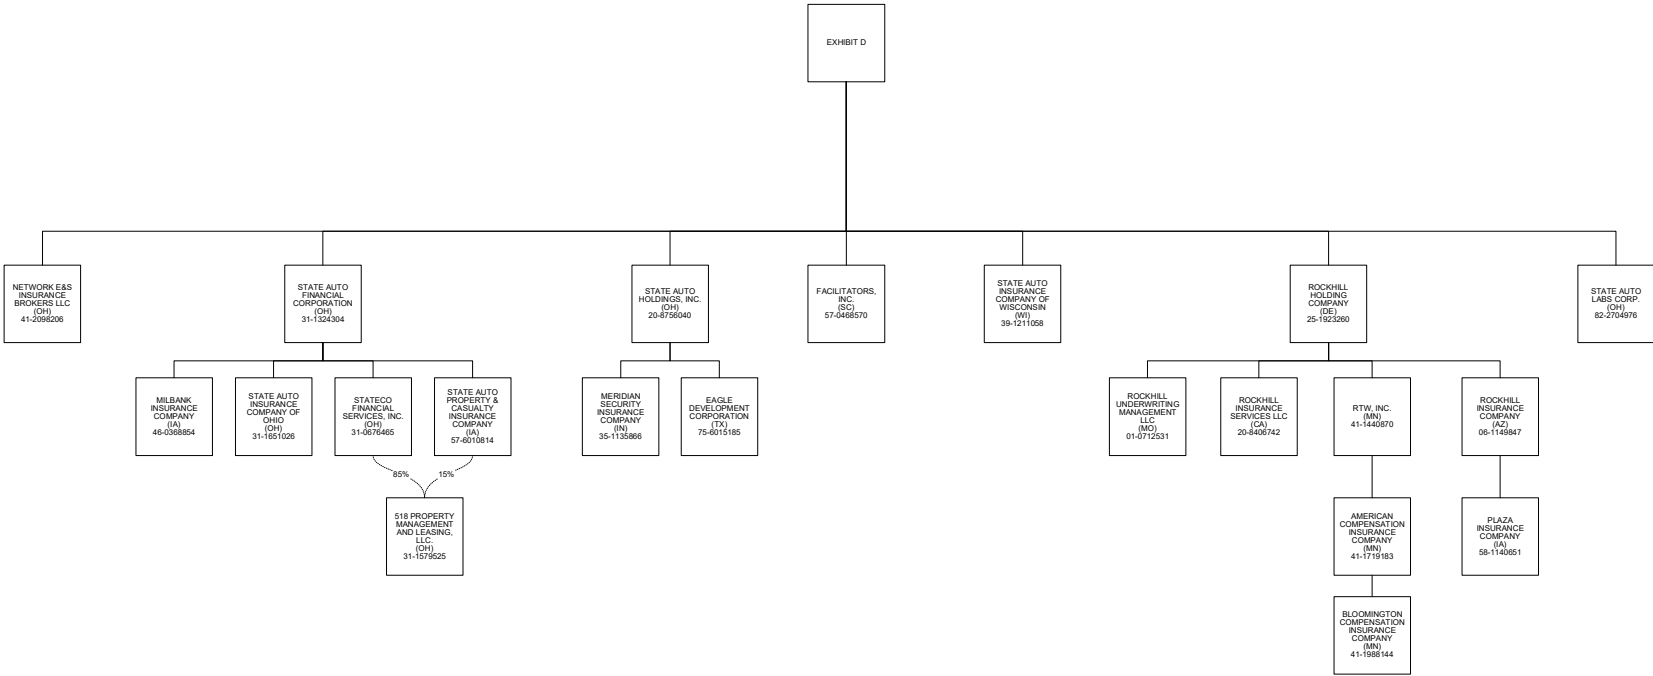 EXHIBIT D
NETWORK E&S
INSURANCE
BROKERS LLC
(OH)
41-2098206
STATE AUTO
FINANCIAL
CORPORATION
(OH)
31-1324304
STATE AUTO
HOLDINGS, INC.
(OH)
20-8756040
FACILITATORS,
INC.
(SC)
57-0468570
STATE AUTO
INSURANCE
COMPANY OF
WISCONSIN
(WI)
39-1211058
ROCKHILL
HOLDING
COMPANY
(DE)
25-1923260
STATE AUTO
LABS CORP.
(OH)
82-2704976
MILBANK
INSURANCE
COMPANY
(IA)
46-0368854
STATE AUTO
INSURANCE
COMPANY OF
OHIO
(OH)
31-1651026
STATECO
FINANCIAL
SERVICES, INC.
(OH)
31-0676465
STATE AUTO
PROPERTY &
CASUALTY
INSURANCE
COMPANY
(IA)
57-6010814
MERIDIAN
SECURITY
INSURANCE
COMPANY
(IN)
35-1135866
EAGLE
DEVELOPMENT
CORPORATION
(TX)
75-6015185
ROCKHILL
UNDERWRITING
MANAGEMENT
LLC
(MO)
01-0712531
ROCKHILL
INSURANCE
SERVICES LLC
(CA)
20-8406742
RTW, INC.
(MN)
41-1440870
ROCKHILL
INSURANCE
COMPANY
(AZ)
06-1149847
85%
15%
518 PROPERTY
MANAGEMENT
AND LEASING,
LLC.
(OH)
31-1579525
AMERICAN
COMPENSATION
INSURANCE
COMPANY
(MN)
41-1719183
PLAZA
INSURANCE
COMPANY
(IA)
58-1140651
BLOOMINGTON
COMPENSATION
INSURANCE
COMPANY
(MN)
41-1988144